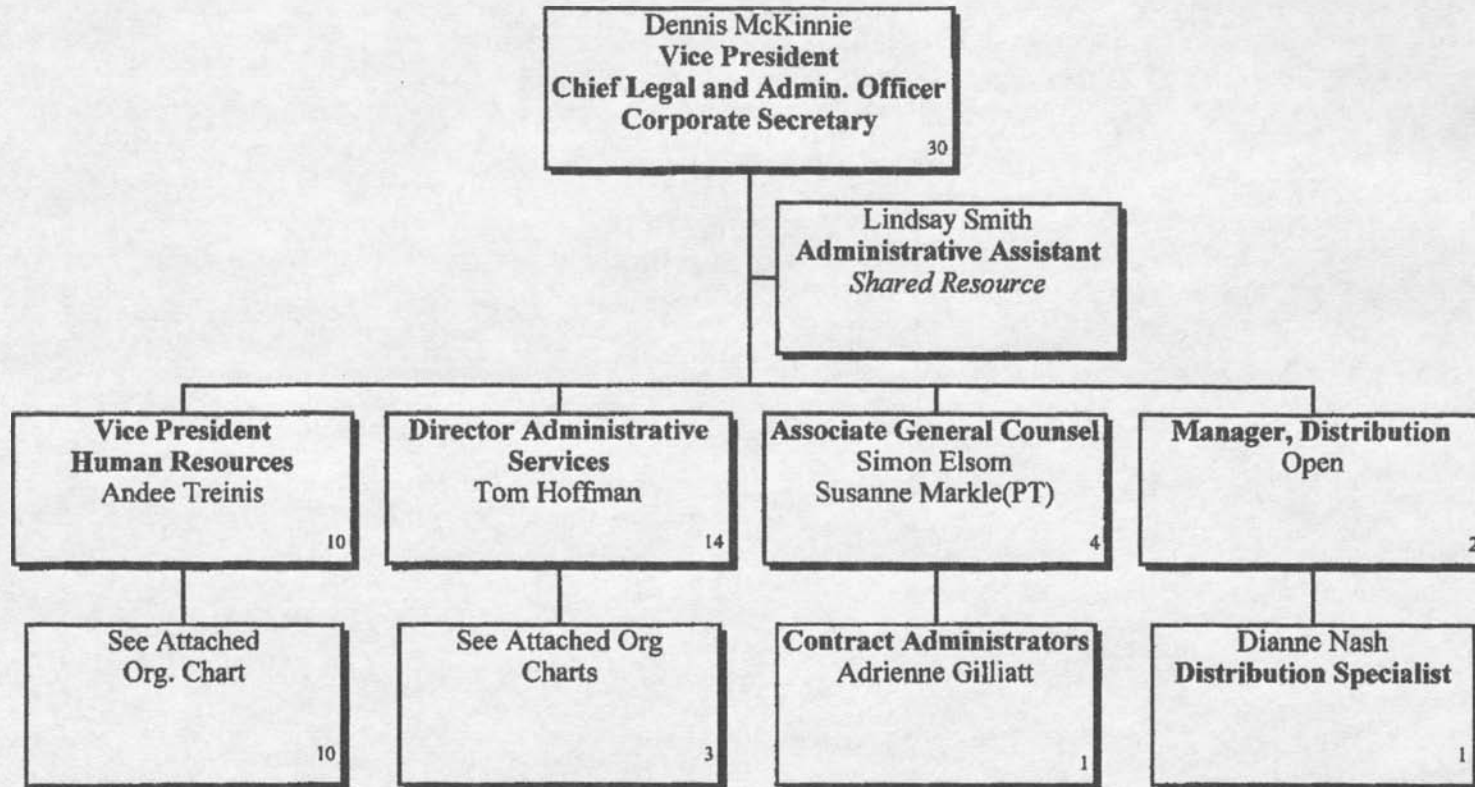 Dennis McKinnie
Vice President
Chief Legal and Admin. Officer
Corporate Secretary
30
Lindsay Smith
Administrative Assistant
Shared Resource
Vice President
Human Resources
Andee Treinis
10
Director Administrative
Services
Tom Hoffman
14
Associate General Counsel
Simon Elsom
Susanne Markle(PT)
4
Manager, Distribution
Open
2
See Attached
Org. Chart
10
See Attached Org
Charts
3
Contract Administrators
Adrienne Gilliatt
1
Dianne Nash
Distribution Specialist
1